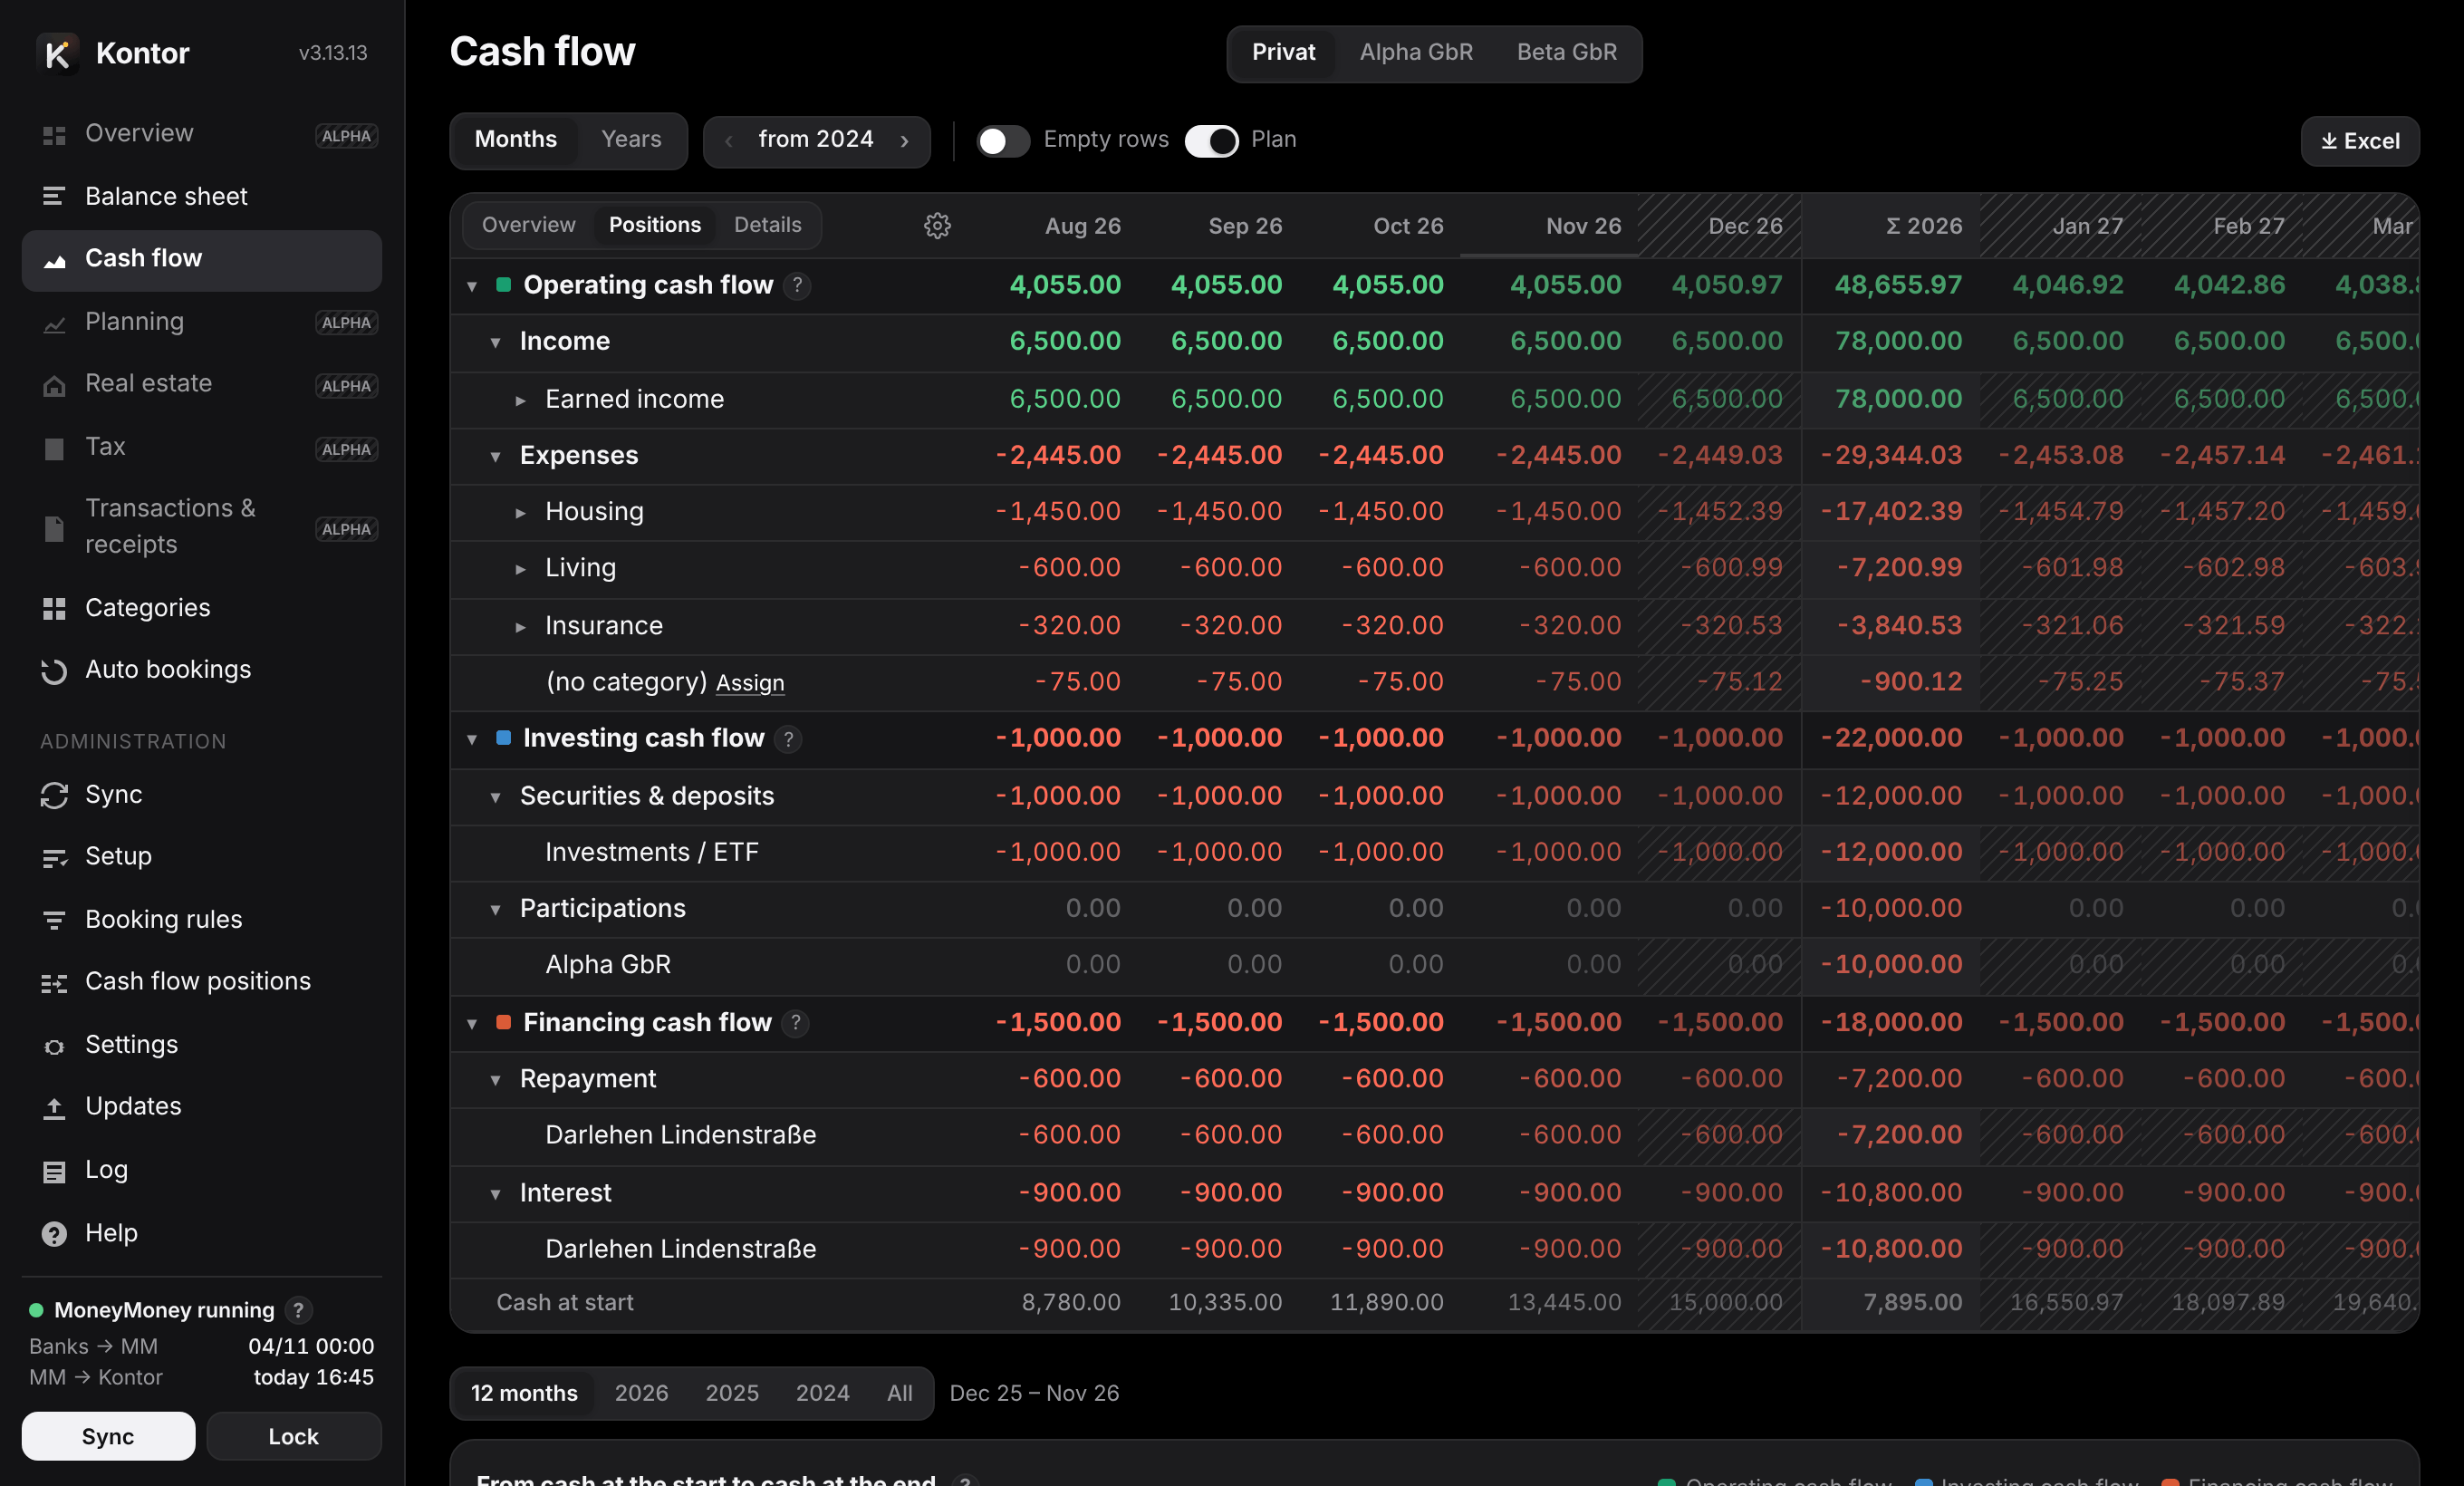 Kontor v3.13.13
Overview ALPHA
Balance sheet
Cash flow
Planning ALPHA
Real estate ALPHA
Tax ALPHA
Transactions &
receipts ALPHA
Categories
Auto bookings
ADMINISTRATION
Sync
Setup
Booking rules
Cash flow positions
Settings
Updates
Log
Help
MoneyMoney running ?
Banks → MM 04/11 00:00
MM → Kontor today 16:45
Sync Lock
Cash flow
Privat Alpha GbR Beta GbR
Months Years ‹ from 2024 › Empty rows Plan Excel
Overview Positions Details Aug 26 Sep 26 Oct 26 Nov 26 Dec 26 Σ 2026 Jan 27 Feb 27 Mar
Operating cash flow ? 4,055.00 4,055.00 4,055.00 4,055.00 4,050.97 48,655.97 4,046.92 4,042.86
Income 6,500.00 6,500.00 6,500.00 6,500.00 6,500.00 78,000.00 6,500.00 6,500.00
Earned income 6,500.00 6,500.00 6,500.00 6,500.00 6,500.00 78,000.00 6,500.00 6,500.00
Expenses -2,445.00 -2,445.00 -2,445.00 -2,445.00 -2,449.03 -29,344.03 -2,453.08 -2,457.14
Housing -1,450.00 -1,450.00 -1,450.00 -1,450.00 -1,452.39 -17,402.39 -1,454.79 -1,457.20
Living -600.00 -600.00 -600.00 -600.00 -600.99 -7,200.99 -601.98 -602.98
Insurance -320.00 -320.00 -320.00 -320.00 -320.53 -3,840.53 -321.06 -321.59
(no category) Assign -75.00 -75.00 -75.00 -75.00 -75.12 -900.12 -75.25 -75.37
Investing cash flow ? -1,000.00 -1,000.00 -1,000.00 -1,000.00 -1,000.00 -22,000.00 -1,000.00 -1,000.00
Securities & deposits -1,000.00 -1,000.00 -1,000.00 -1,000.00 -1,000.00 -12,000.00 -1,000.00 -1,000.00
Investments / ETF -1,000.00 -1,000.00 -1,000.00 -1,000.00 -1,000.00 -12,000.00 -1,000.00 -1,000.00
Participations 0.00 0.00 0.00 0.00 0.00 -10,000.00 0.00 0.00
Alpha GbR 0.00 0.00 0.00 0.00 0.00 -10,000.00 0.00 0.00
Financing cash flow ? -1,500.00 -1,500.00 -1,500.00 -1,500.00 -1,500.00 -18,000.00 -1,500.00 -1,500.00
Repayment -600.00 -600.00 -600.00 -600.00 -600.00 -7,200.00 -600.00 -600.00
Darlehen Lindenstraße -600.00 -600.00 -600.00 -600.00 -600.00 -7,200.00 -600.00 -600.00
Interest -900.00 -900.00 -900.00 -900.00 -900.00 -10,800.00 -900.00 -900.00
Darlehen Lindenstraße -900.00 -900.00 -900.00 -900.00 -900.00 -10,800.00 -900.00 -900.00
Cash at start 8,780.00 10,335.00 11,890.00 13,445.00 15,000.00 7,895.00 16,550.97 18,097.89
12 months 2026 2025 2024 All Dec 25 – Nov 26
From cash at the start to cash at the end ? Operating cash flow Investing cash flow Financing cash flow